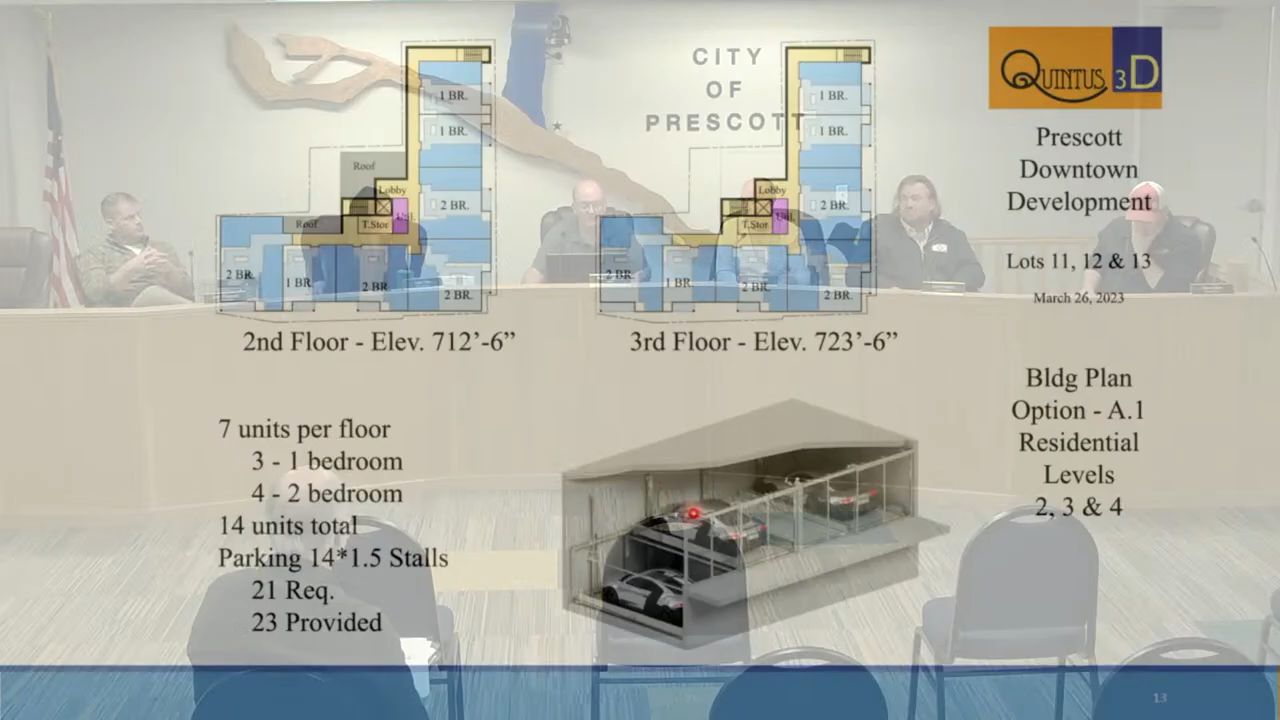 CITY
OF
PRESCOTT
1 BR.
1 BR.
Roof
Lobby
2 BR.
Roof
T.Stor
2 BR.
1 BR.
2 BR.
2 BR.
2nd Floor - Elev. 712’-6”
1 BR.
1 BR.
Lobby
2 BR.
T.Stor
2 BR.
1 BR.
2 BR.
2 BR.
3rd Floor - Elev. 723’-6”
QUINTUS 3D
Prescott
Downtown
Development
Lots 11, 12 & 13
March 26, 2023
Bldg Plan
Option - A.1
Residential
Levels
2, 3 & 4
7 units per floor
3 - 1 bedroom
4 - 2 bedroom
14 units total
Parking 14*1.5 Stalls
21 Req.
23 Provided
13